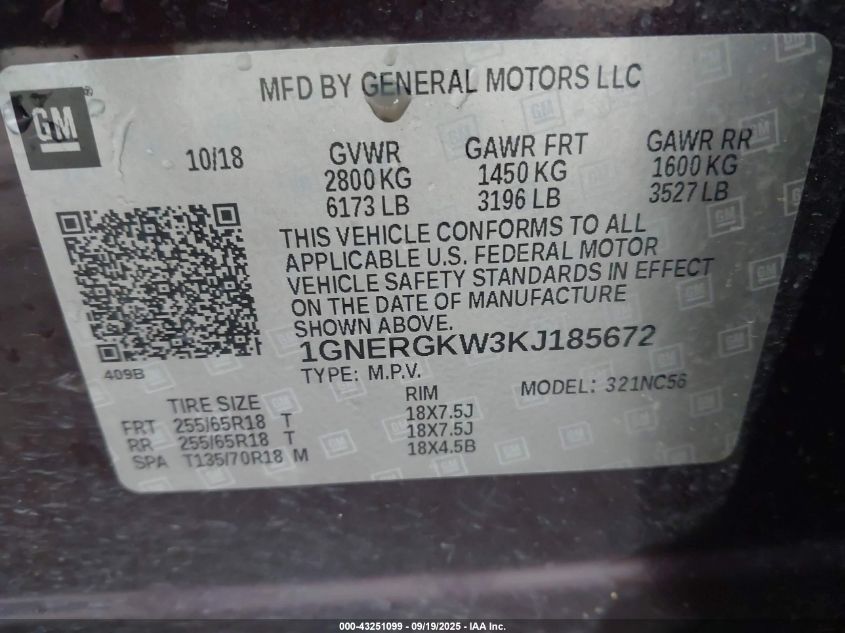 MFD BY GENERAL MOTORS LLC
GM
®
10/18
GVWR
2800 KG
6173 LB
GAWR FRT
1450 KG
3196 LB
GAWR RR
1600 KG
3527 LB
THIS VEHICLE CONFORMS TO ALL
APPLICABLE U.S. FEDERAL MOTOR
VEHICLE SAFETY STANDARDS IN EFFECT
ON THE DATE OF MANUFACTURE
SHOWN ABOVE.
1GNERGKW3KJ185672
409B
TYPE: M.P.V.
MODEL: 321NC56
TIRE SIZE RIM
FRT 255/65R18 T 18X7.5J
RR 255/65R18 T 18X7.5J
SPA T135/70R18 M 18X4.5B
000-43251099 - 09/19/2025 - IAA Inc.